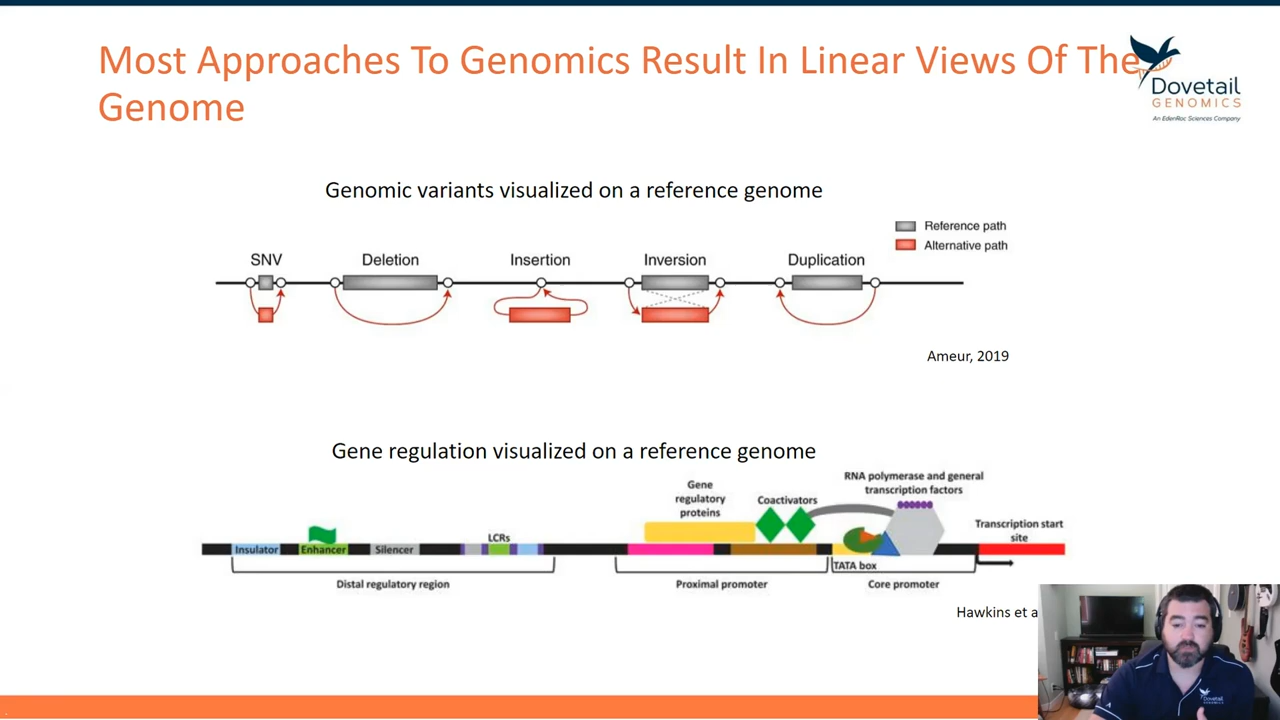 Most Approaches To Genomics Result In Linear Views Of The
Genome
Dovetail
GENOMICS
An EdenRoc Sciences Company
Genomic variants visualized on a reference genome
Reference path
Alternative path
SNV
Deletion
Insertion
Inversion
Duplication
Ameur, 2019
Gene regulation visualized on a reference genome
RNA polymerase and general
transcription factors
Gene
regulatory
proteins
Coactivators
Transcription start
site
LCRs
Insulator
Enhancer
Silencer
TATA box
Distal regulatory region
Proximal promoter
Core promoter
Hawkins et a
Dovetail
GENOMICS